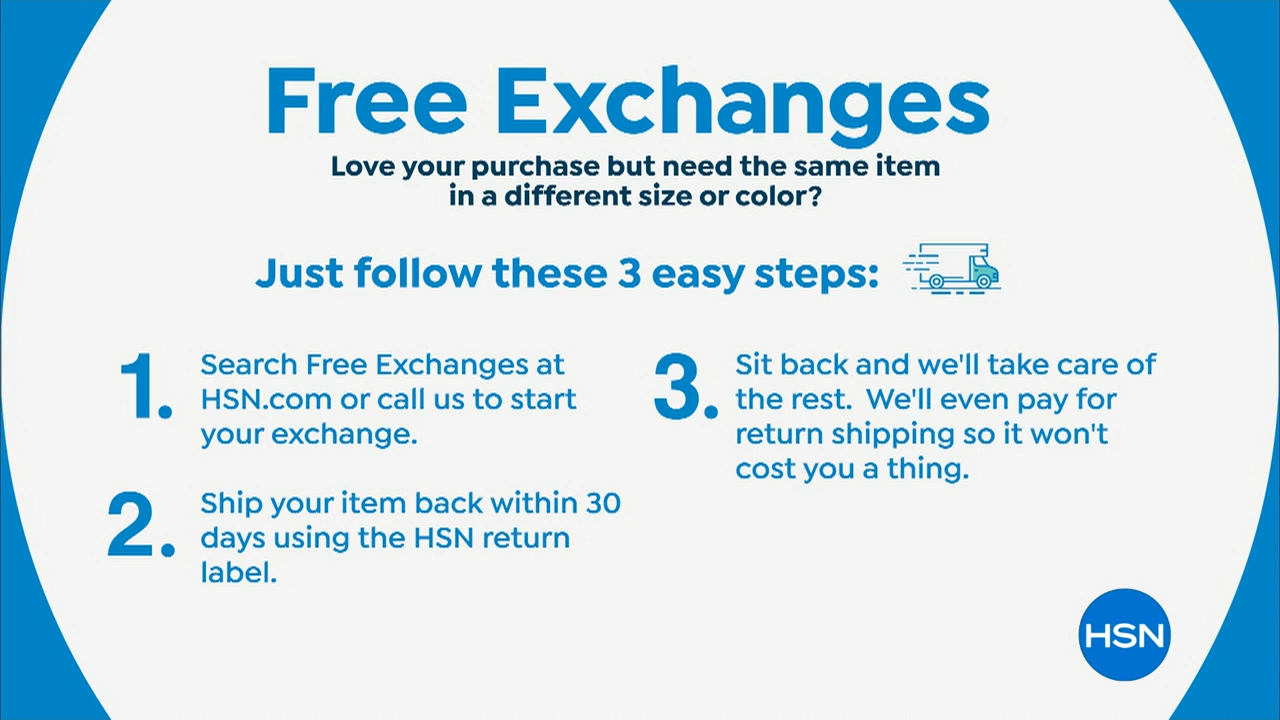 Free Exchanges
Love your purchase but need the same item
in a different size or color?
Just follow these 3 easy steps:
1. Search Free Exchanges at
HSN.com or call us to start
your exchange.
2. Ship your item back within 30
days using the HSN return
label.
3. Sit back and we'll take care of
the rest. We'll even pay for
return shipping so it won't
cost you a thing.
HSN